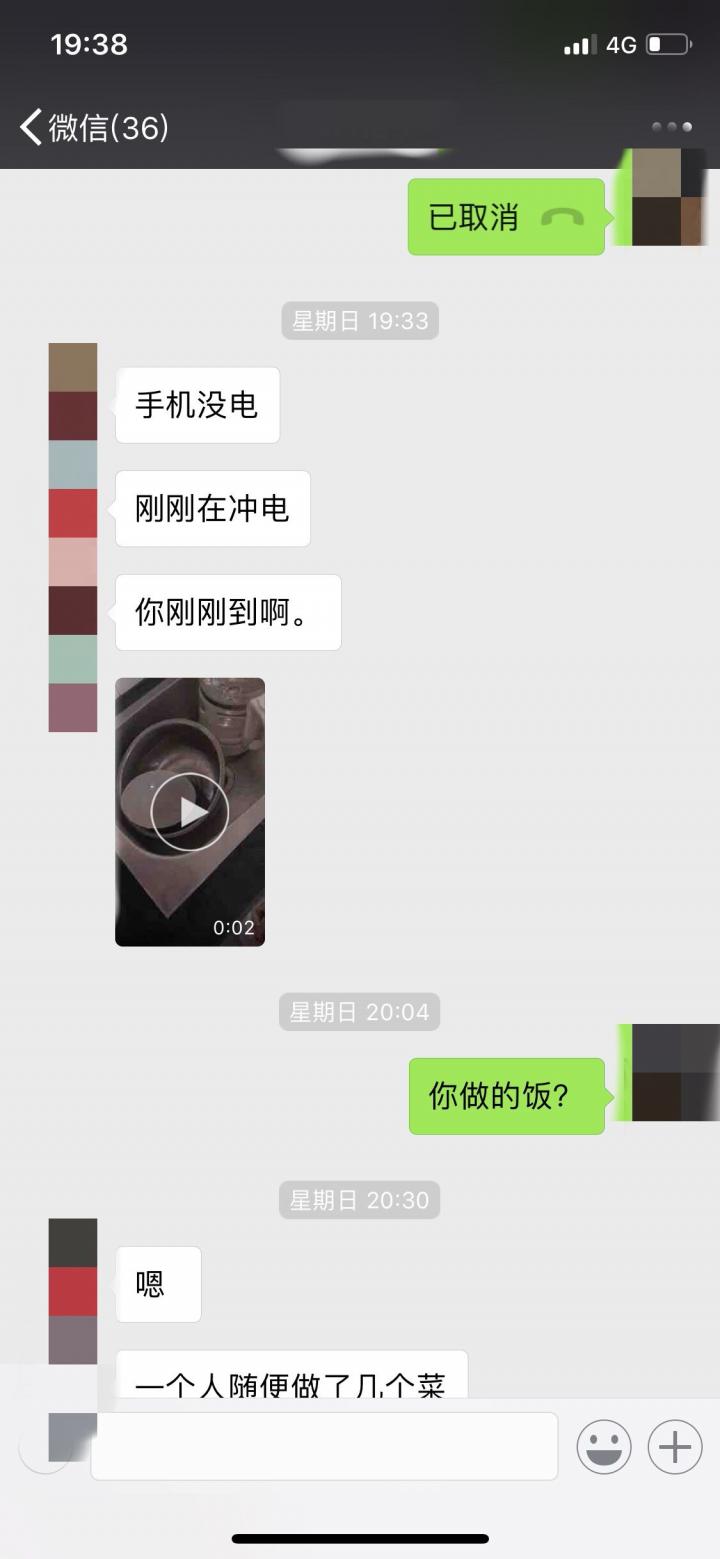 19:38
4G
微信(36)
已取消
星期日 19:33
手机没电
刚刚在冲电
你刚刚到啊。
0:02
星期日 20:04
你做的饭?
星期日 20:30
嗯
一个人随便做了几个菜